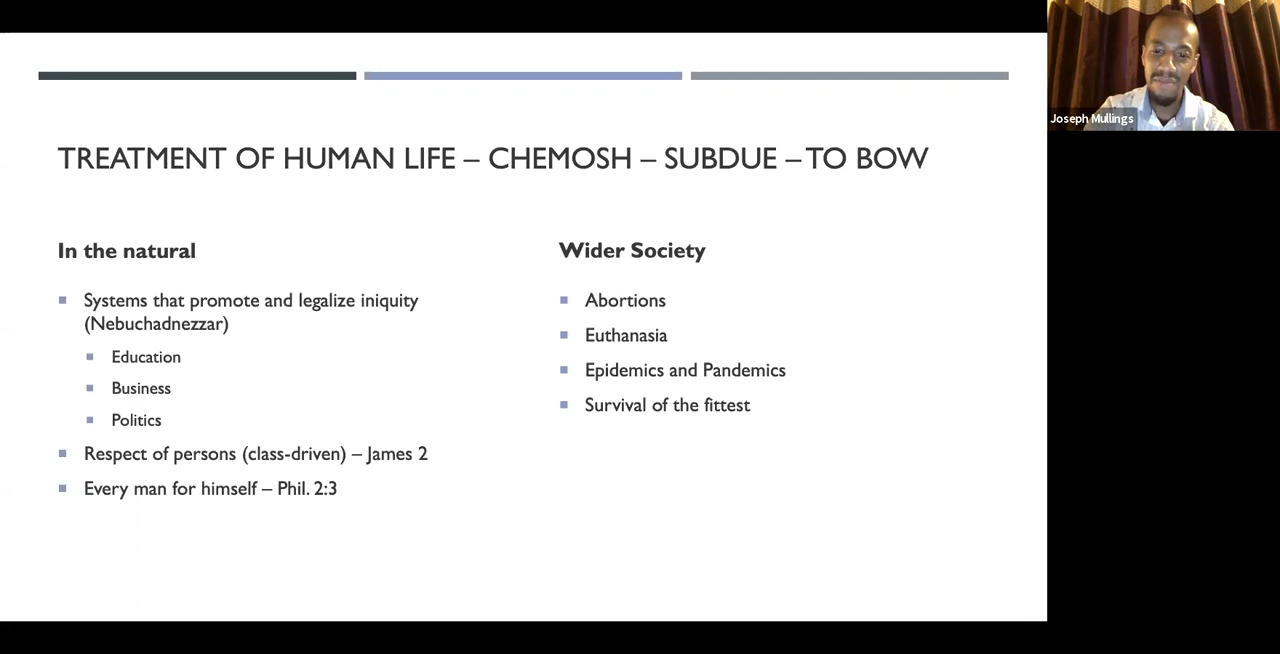 TREATMENT OF HUMAN LIFE – CHEMOSH – SUBDUE – TO BOW
In the natural
Systems that promote and legalize iniquity
(Nebuchadnezzar)
Education
Business
Politics
Respect of persons (class-driven) – James 2
Every man for himself – Phil. 2:3
Wider Society
Abortions
Euthanasia
Epidemics and Pandemics
Survival of the fittest
Joseph Mullings